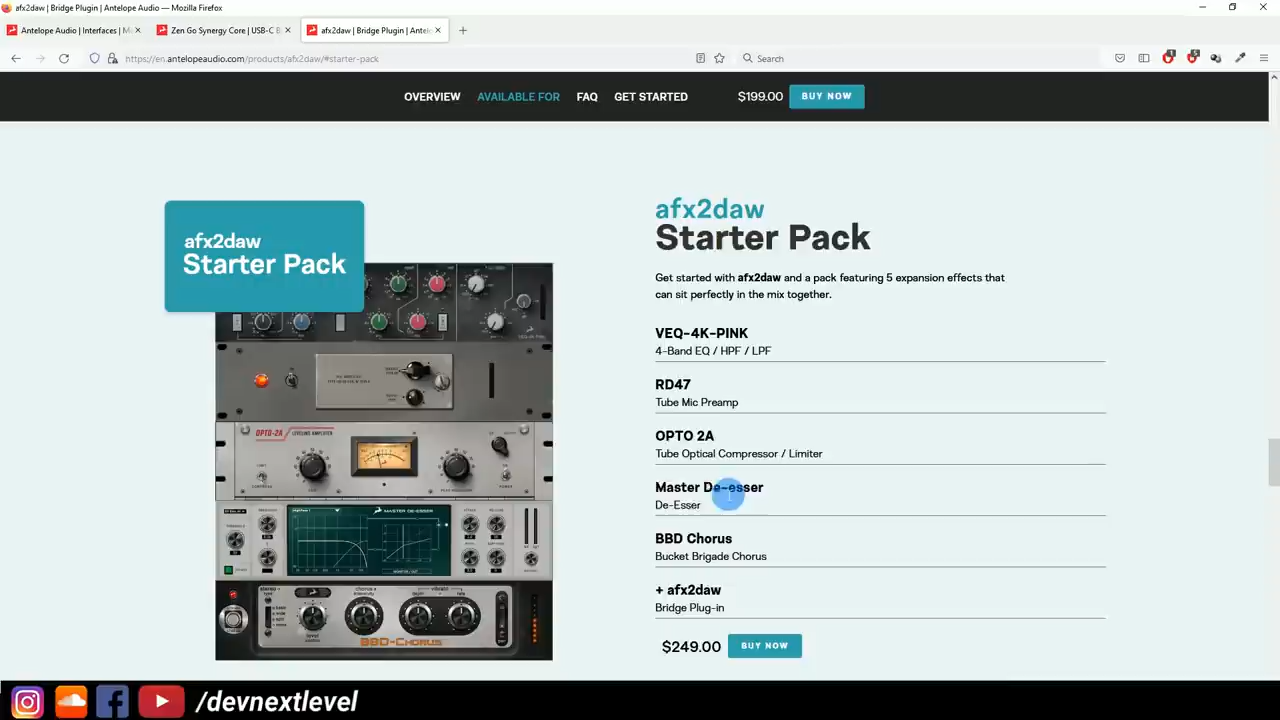 afx2daw | Bridge Plugin | Antelope Audio — Mozilla Firefox
Antelope Audio | Interfaces | M
Zen Go Synergy Core | USB-C B
afx2daw | Bridge Plugin | Antelo
https://en.antelopeaudio.com/products/afx2daw/#starter-pack
Search
OVERVIEW
AVAILABLE FOR
FAQ
GET STARTED
$199.00
BUY NOW
afx2daw
Starter Pack
afx2daw
Starter Pack
Get started with afx2daw and a pack featuring 5 expansion effects that
can sit perfectly in the mix together.
VEQ-4K-PINK
4-Band EQ / HPF / LPF
RD47
Tube Mic Preamp
OPTO 2A
Tube Optical Compressor / Limiter
Master De-esser
De-Esser
BBD Chorus
Bucket Brigade Chorus
+ afx2daw
Bridge Plug-in
$249.00
BUY NOW
OPTO-2A
LEVELING AMPLIFIER
MASTER DE-ESSER
BBD-CHORUS
/devnextlevel